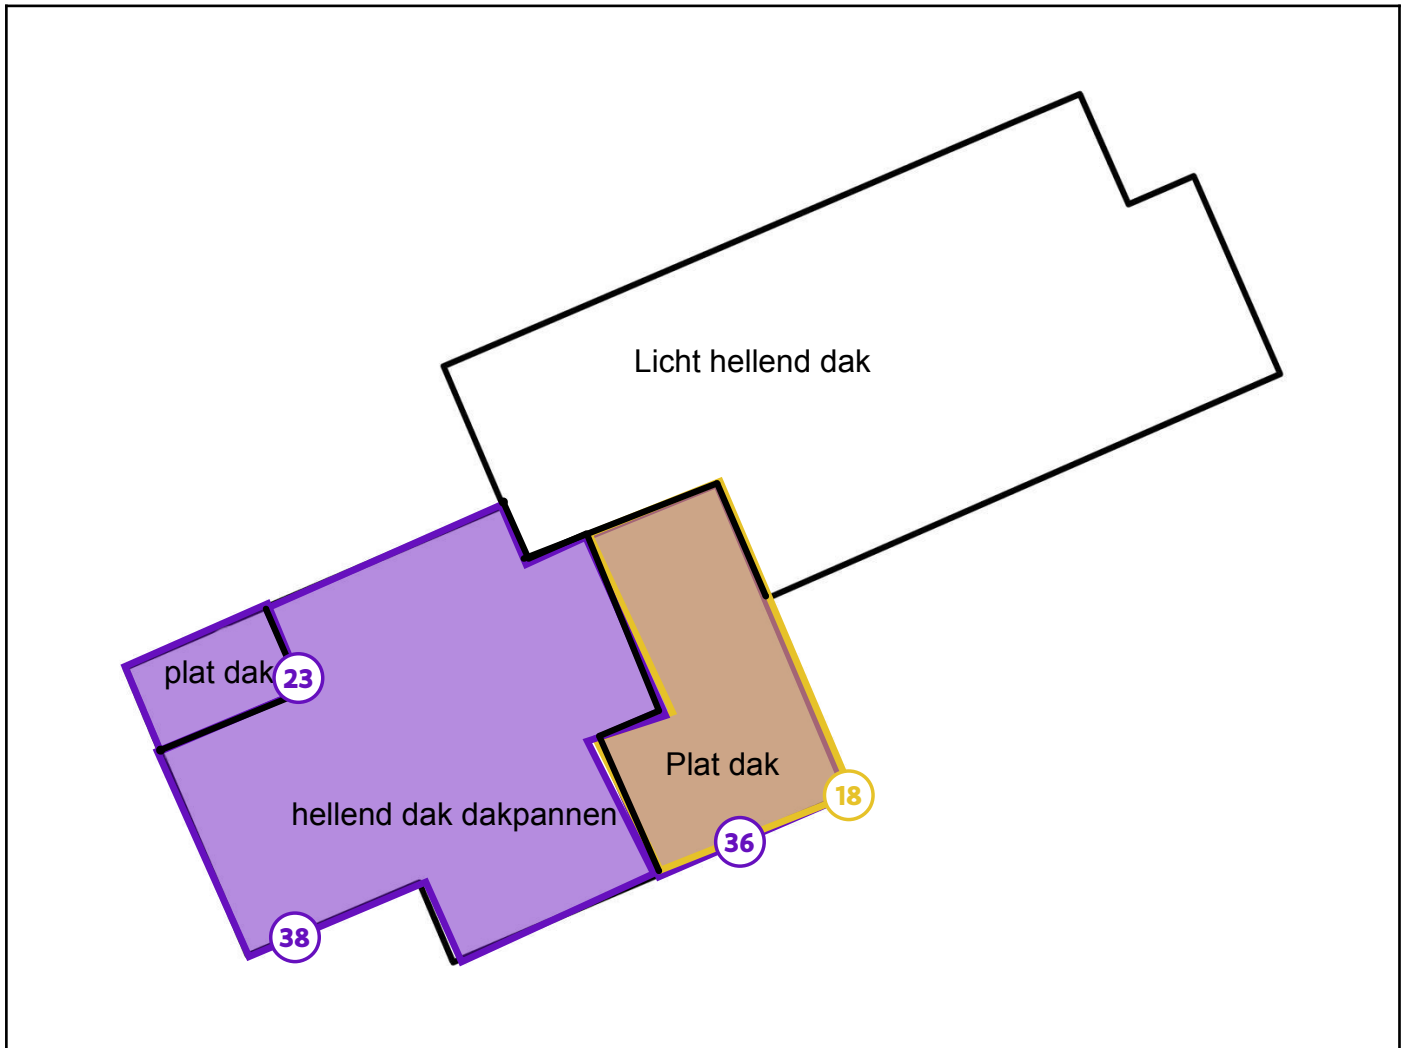 Licht hellend dak
plat dak
23
Plat dak
18
hellend dak dakpannen
36
38